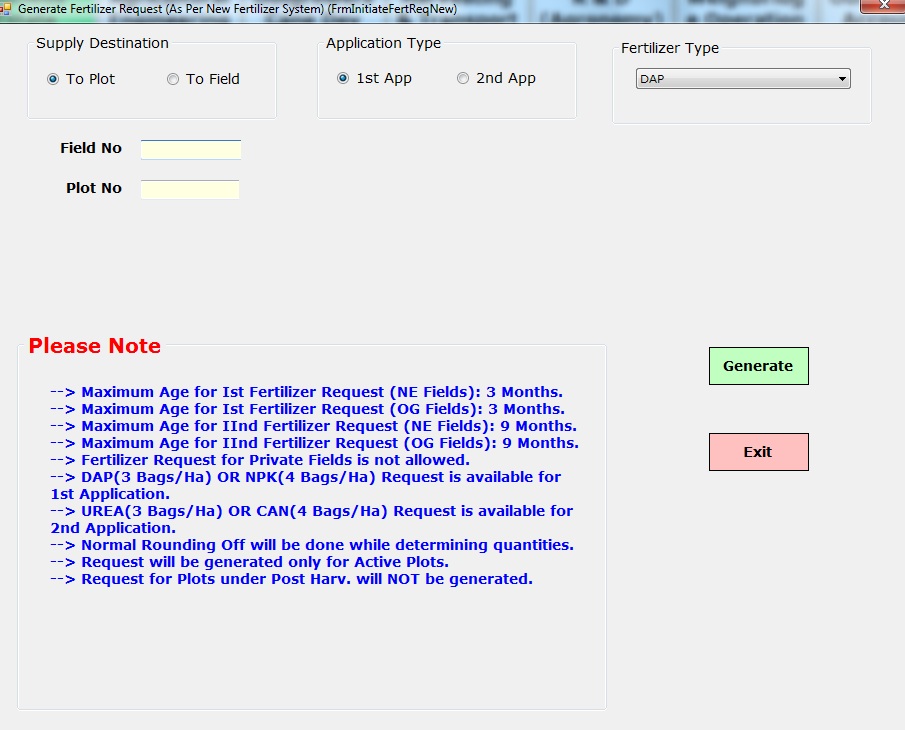 Generate Fertilizer Request (As Per New Fertilizer System) (FrmInitiateFertReqNew)
Supply Destination
To Plot
To Field
Application Type
1st App
2nd App
Fertilizer Type
DAP
Field No
Plot No
Please Note
--> Maximum Age for Ist Fertilizer Request (NE Fields): 3 Months.
--> Maximum Age for Ist Fertilizer Request (OG Fields): 3 Months.
--> Maximum Age for IInd Fertilizer Request (NE Fields): 9 Months.
--> Maximum Age for IInd Fertilizer Request (OG Fields): 9 Months.
--> Fertilizer Request for Private Fields is not allowed.
--> DAP(3 Bags/Ha) OR NPK(4 Bags/Ha) Request is available for
1st Application.
--> UREA(3 Bags/Ha) OR CAN(4 Bags/Ha) Request is available for
2nd Application.
--> Normal Rounding Off will be done while determining quantities.
--> Request will be generated only for Active Plots.
--> Request for Plots under Post Harv. will NOT be generated.
Generate
Exit